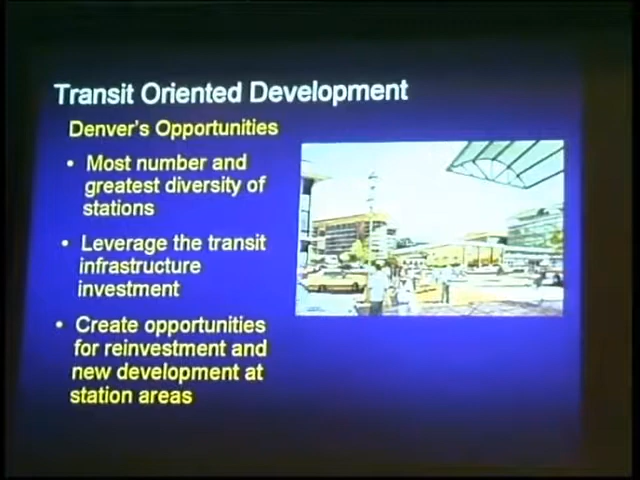 Transit Oriented Development
Denver's Opportunities
• Most number and
greatest diversity of
stations
• Leverage the transit
infrastructure
investment
• Create opportunities
for reinvestment and
new development at
station areas